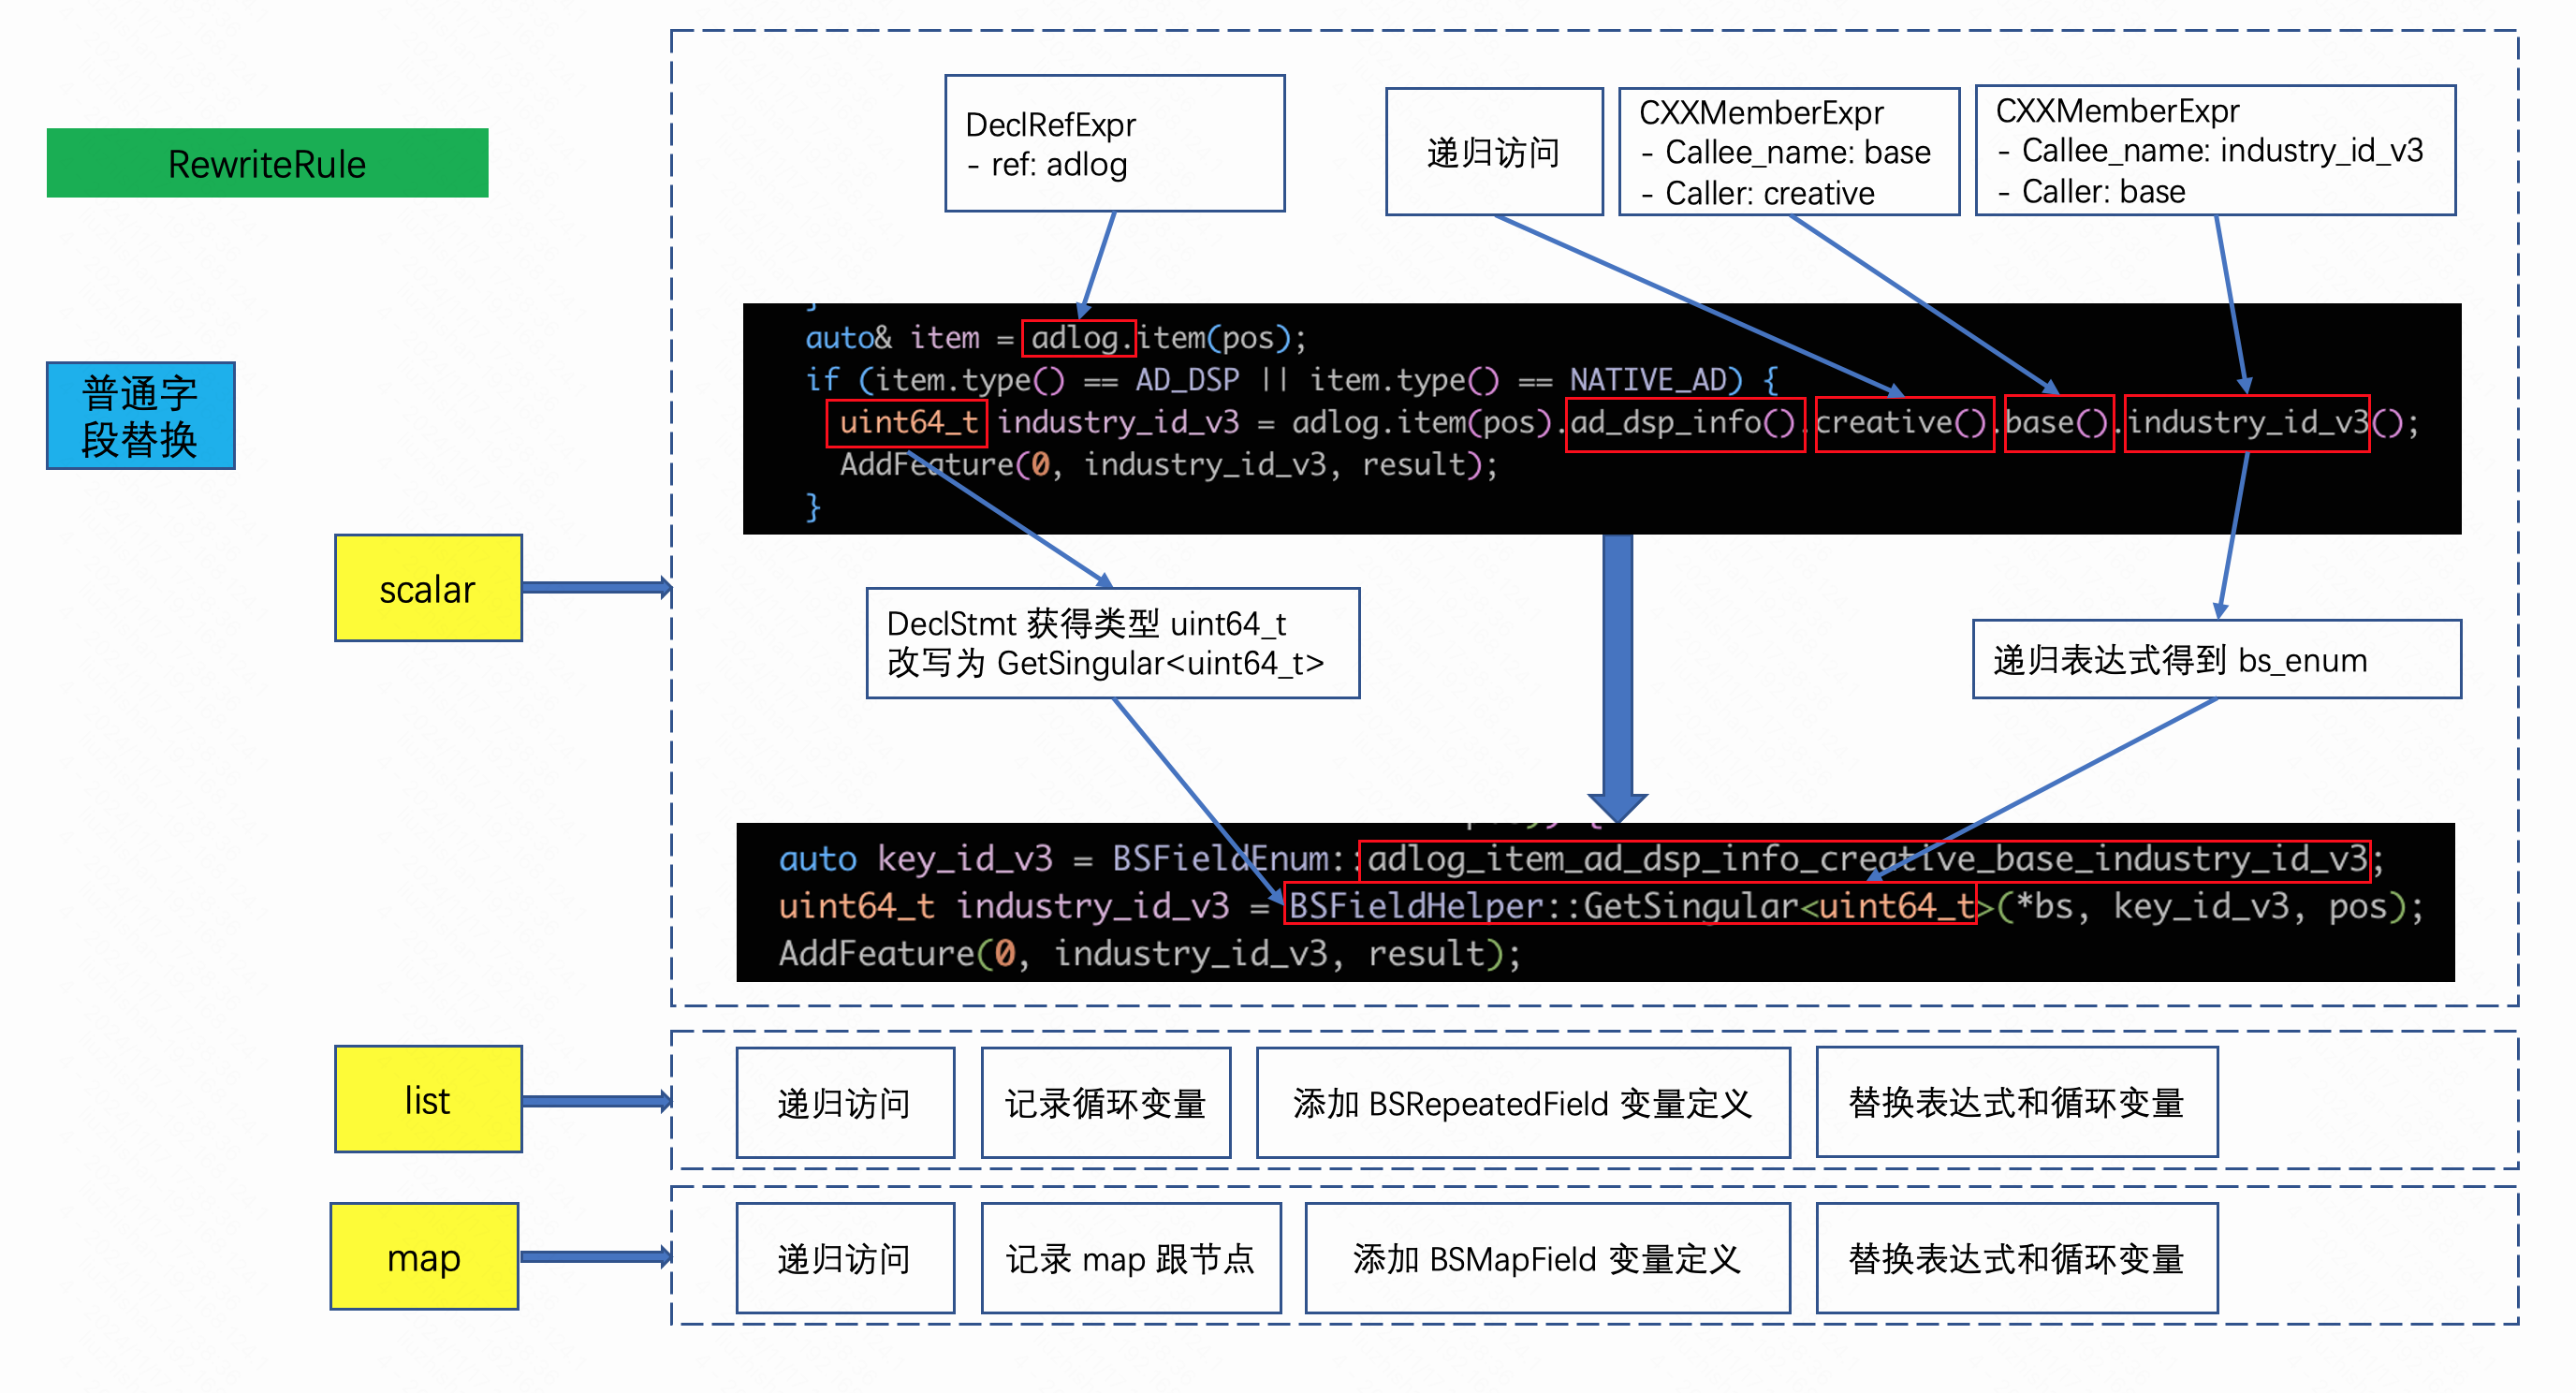 RewriteRule
普通字
段替换
DeclRefExpr
- ref: adlog
递归访问
CXXMemberExpr
- Callee_name: base
- Caller: creative
CXXMemberExpr
- Callee_name: industry_id_v3
- Caller: base
}
auto& item = adlog.item(pos);
if (item.type() == AD_DSP || item.type() == NATIVE_AD) {
uint64_t industry_id_v3 = adlog.item(pos).ad_dsp_info().creative().base().industry_id_v3();
AddFeature(0, industry_id_v3, result);
}
scalar
DeclStmt 获得类型 uint64_t
改写为 GetSingular<uint64_t>
递归表达式得到 bs_enum
auto key_id_v3 = BSFieldEnum::adlog_item_ad_dsp_info_creative_base_industry_id_v3;
uint64_t industry_id_v3 = BSFieldHelper::GetSingular<uint64_t>(*bs, key_id_v3, pos);
AddFeature(0, industry_id_v3, result);
list
递归访问
记录循环变量
添加 BSRepeatedField 变量定义
替换表达式和循环变量
map
递归访问
记录 map 跟节点
添加 BSMapField 变量定义
替换表达式和循环变量